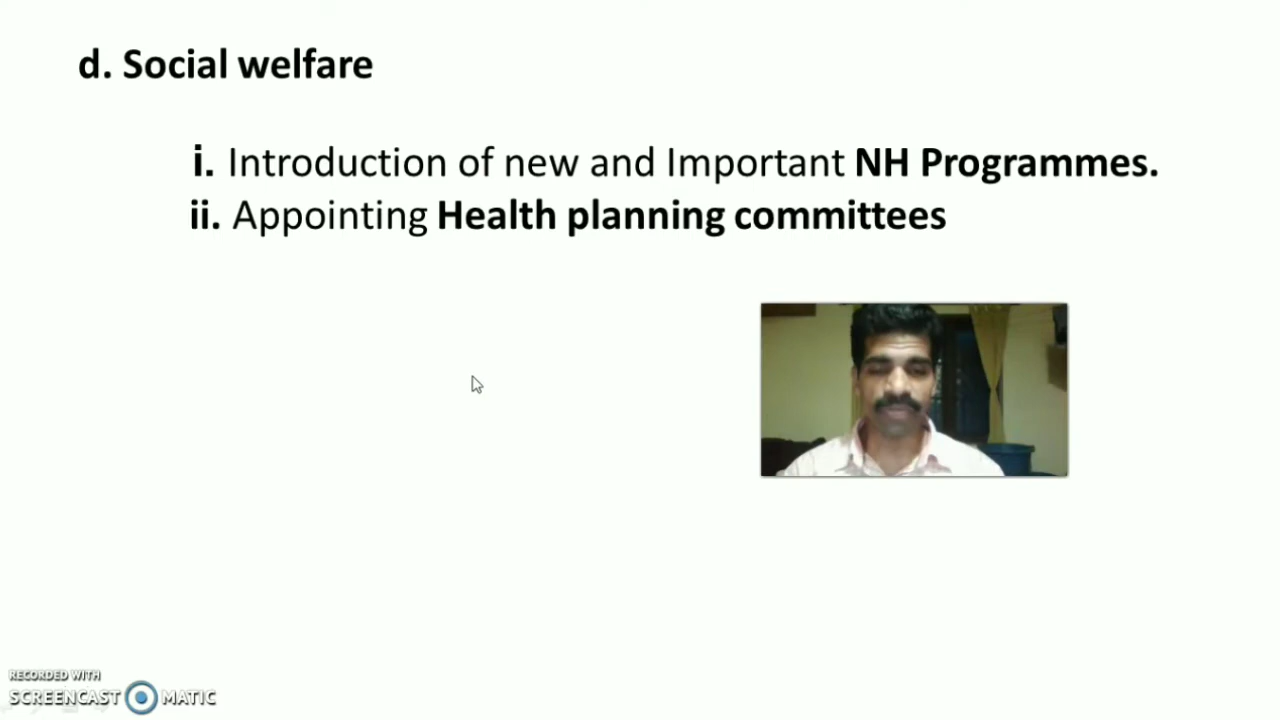 d. Social welfare
i. Introduction of new and Important NH Programmes.
ii. Appointing Health planning committees
RECORDED WITH
SCREENCAST MATIC